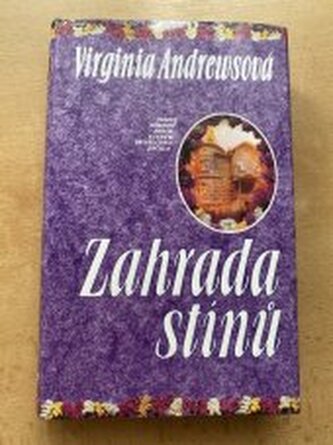 Virginia Andrewsová
Zahrada
stínů